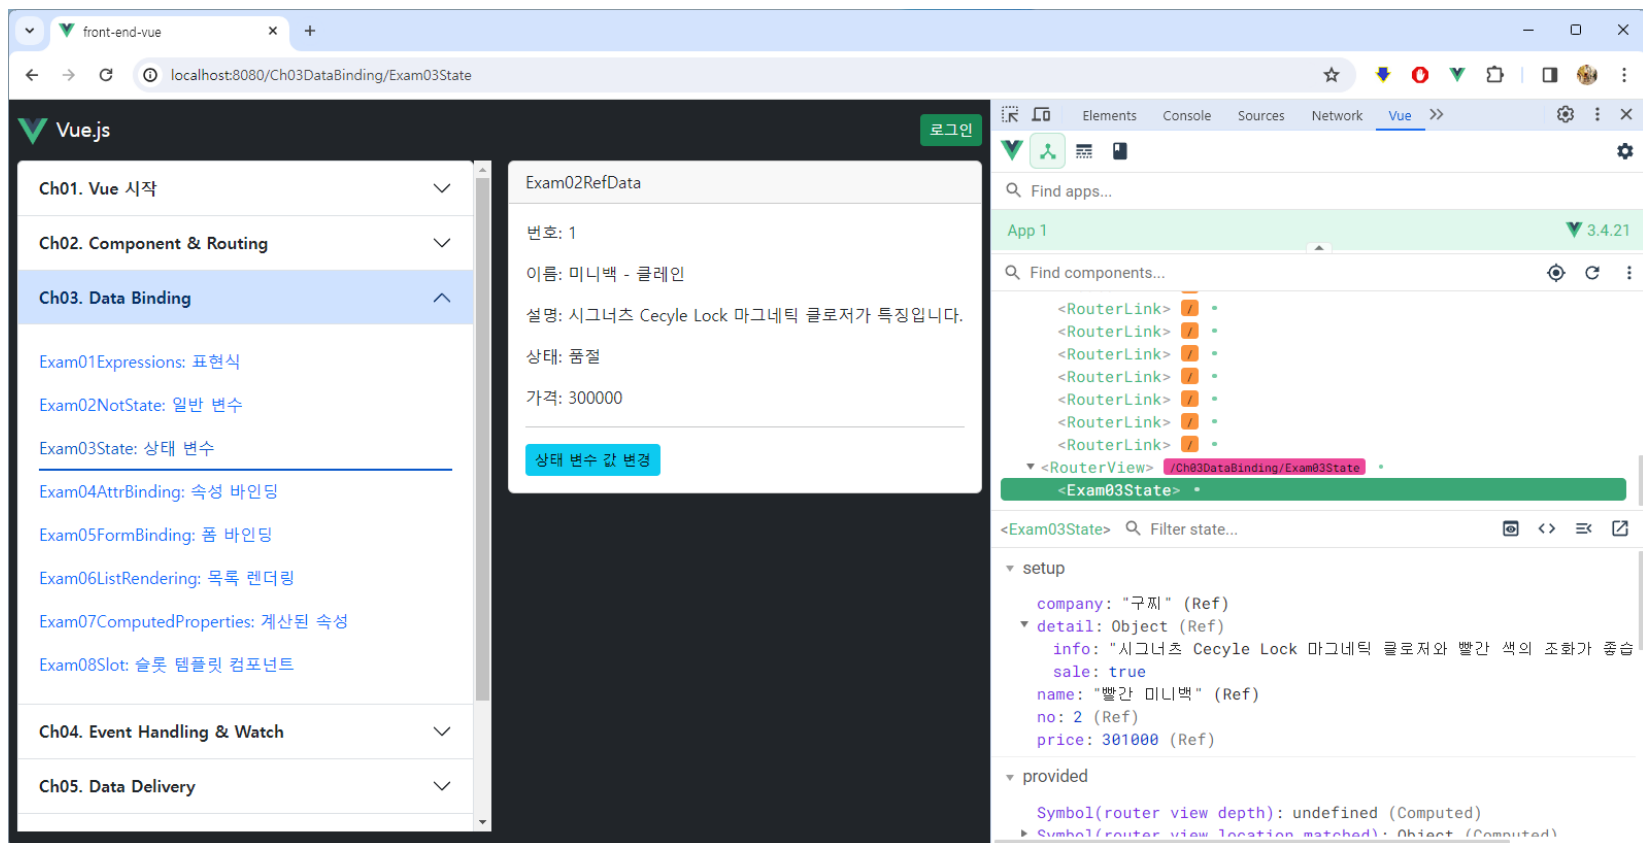 front-end-vue
localhost:8080/Ch03DataBinding/Exam03State
Vue.js
로그인
Ch01. Vue 시작
Ch02. Component & Routing
Ch03. Data Binding
Exam01Expressions: 표현식
Exam02NotState: 일반 변수
Exam03State: 상태 변수
Exam04AttrBinding: 속성 바인딩
Exam05FormBinding: 폼 바인딩
Exam06ListRendering: 목록 렌더링
Exam07ComputedProperties: 계산된 속성
Exam08Slot: 슬롯 템플릿 컴포넌트
Ch04. Event Handling & Watch
Ch05. Data Delivery
Exam02RefData
번호: 1
이름: 미니백 - 클레인
설명: 시그너츠 Cecyle Lock 마그네틱 클로저가 특징입니다.
상태: 품절
가격: 300000
상태 변수 값 변경
Elements Console Sources Network Vue
Find apps...
App 1 3.4.21
Find components...
<RouterLink> /
<RouterLink> /
<RouterLink> /
<RouterLink> /
<RouterLink> /
<RouterLink> /
<RouterLink> /
<RouterView> /Ch03DataBinding/Exam03State
<Exam03State>
<Exam03State> Filter state...
setup
company: "구찌" (Ref)
detail: Object (Ref)
info: "시그너츠 Cecyle Lock 마그네틱 클로저와 빨간 색의 조화가 좋습
sale: true
name: "빨간 미니백" (Ref)
no: 2 (Ref)
price: 301000 (Ref)
provided
Symbol(router view depth): undefined (Computed)
Symbol(router view location matched): Object (Computed)